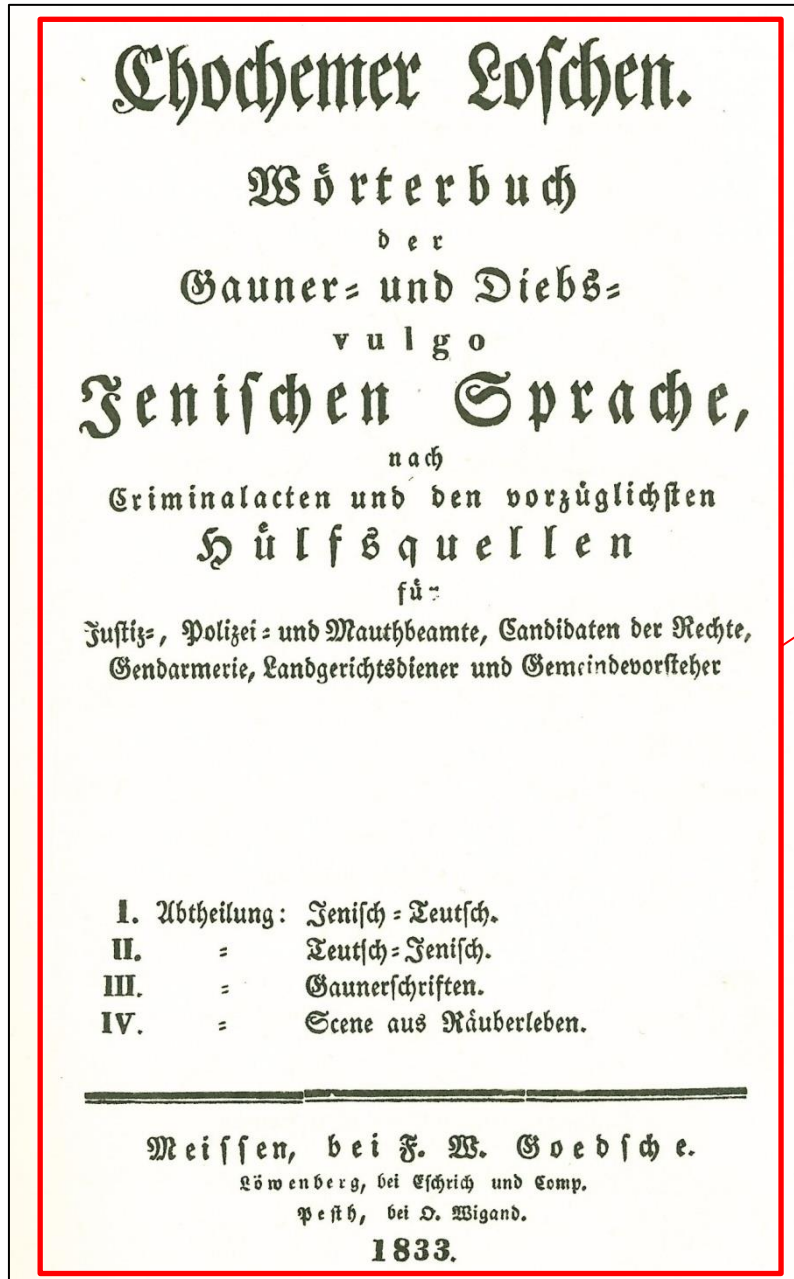 Chochemer Loschen.
Wörterbuch
der
Gauner- und Diebs-
vulgo
Jenischen Sprache,
nach
Criminalacten und den vorzüglichsten
Hülfsquellen
für
Justiz-, Polizei- und Mauthbeamte, Candidaten der Rechte,
Gendarmerie, Landgerichtsdiener und Gemeindevorsteher
I. Abtheilung: Jenisch-Teutsch.
II. = Teutsch-Jenisch.
III. = Gaunerschriften.
IV. = Scene aus Räuberleben.
Meissen, bei F. W. Goedsche.
Löwenberg, bei Eschrich und Comp.
Pesth, bei O. Wigand.
1833.